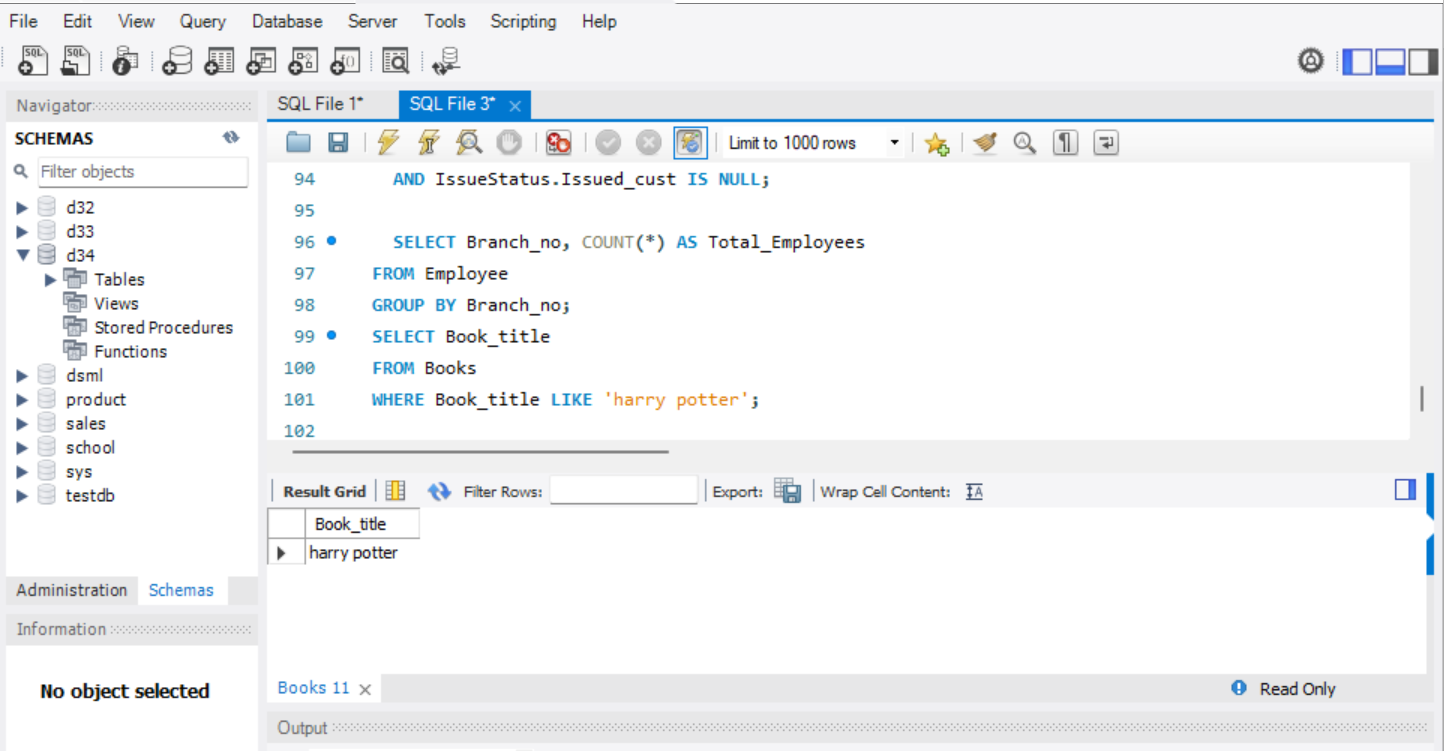 File Edit View Query Database Server Tools Scripting Help
SQL SQL
Navigator
SCHEMAS
Filter objects
d32
d33
d34
Tables
Views
Stored Procedures
Functions
dsml
product
sales
school
sys
testdb
Administration Schemas
Information
No object selected
SQL File 1* SQL File 3* ×
Limit to 1000 rows
94 AND IssueStatus.Issued_cust IS NULL;
95
96 SELECT Branch_no, COUNT(*) AS Total_Employees
97 FROM Employee
98 GROUP BY Branch_no;
99 SELECT Book_title
100 FROM Books
101 WHERE Book_title LIKE 'harry potter';
102
Result Grid Filter Rows: Export: Wrap Cell Content: IA
Book_title
harry potter
Books 11 ×
Read Only
Output